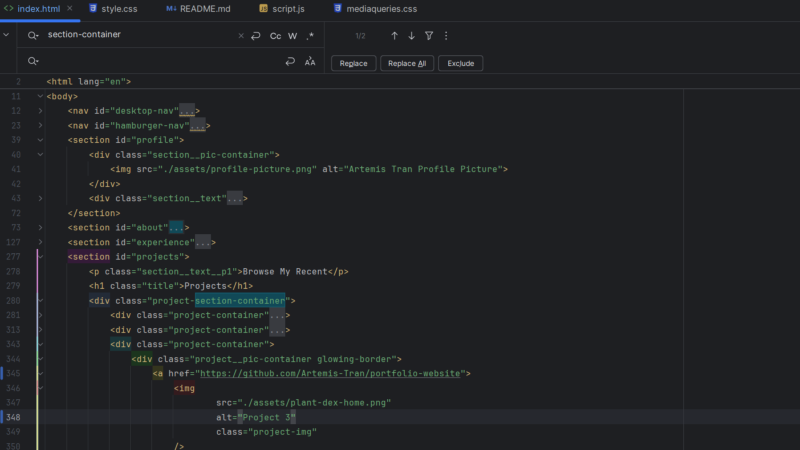 index.html style.css README.md script.js mediaqueries.css
section-container Cc W .* 1/2
Replace Replace All Exclude
2 <html lang="en">
11 <body>
12 <nav id="desktop-nav"...>
23 <nav id="hamburger-nav"...>
39 <section id="profile">
40 <div class="section__pic-container">
41 <img src="./assets/profile-picture.png" alt="Artemis Tran Profile Picture">
42 </div>
43 <div class="section__text"...>
72 </section>
73 <section id="about"...>
127 <section id="experience"...>
277 <section id="projects">
278 <p class="section__text__p1">Browse My Recent</p>
279 <h1 class="title">Projects</h1>
280 <div class="project-section-container">
281 <div class="project-container"...>
313 <div class="project-container"...>
343 <div class="project-container">
344 <div class="project__pic-container glowing-border">
345 <a href="https://github.com/Artemis-Tran/portfolio-website">
346 <img
347 src="./assets/plant-dex-home.png"
348 alt="Project 3"
349 class="project-img"
350 />